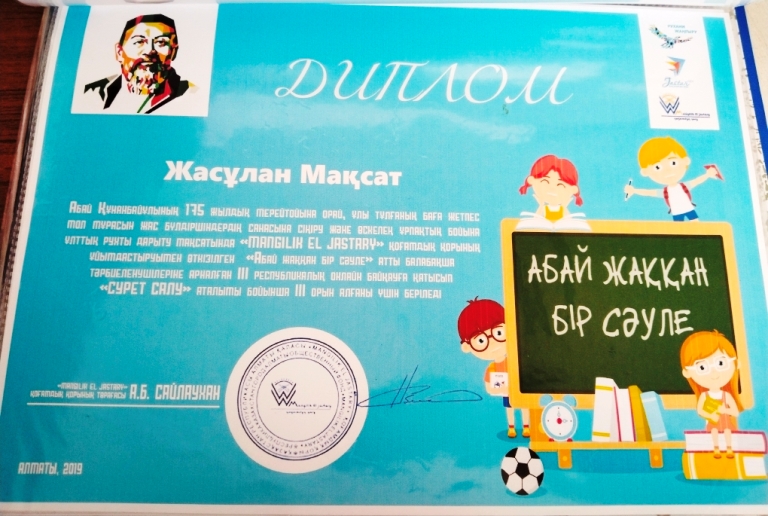 ДИПЛОМ
Жасұлан Мақсат
Абай Құнанбайұлының 175 жылдық мерейтойына орай, ұлы тұлғаның баға жетпес
мол мұрасын жас бүлдіршіндердің санасына сіңіру және өскелең ұрпақтың бойына
ұлттық рухты дарыту мақсатында «MANGILIK EL JASTARY» қоғамдық қорының
ұйымдастыруымен өткізілген «Абай жаққан бір сәуле» атты балабақша
тәрбиеленушілеріне арналған III республикалық онлайн байқауға қатысып
«СУРЕТ САЛУ» аталымы бойынша III орын алғаны үшін беріледі
АБАЙ ЖАҚҚАН
БІР СӘУЛЕ
«MANGILIK EL JASTARY»
қоғамдық қорының төрағасы А.Б. САЙЛАУХАН
АЛМАТЫ, 2019